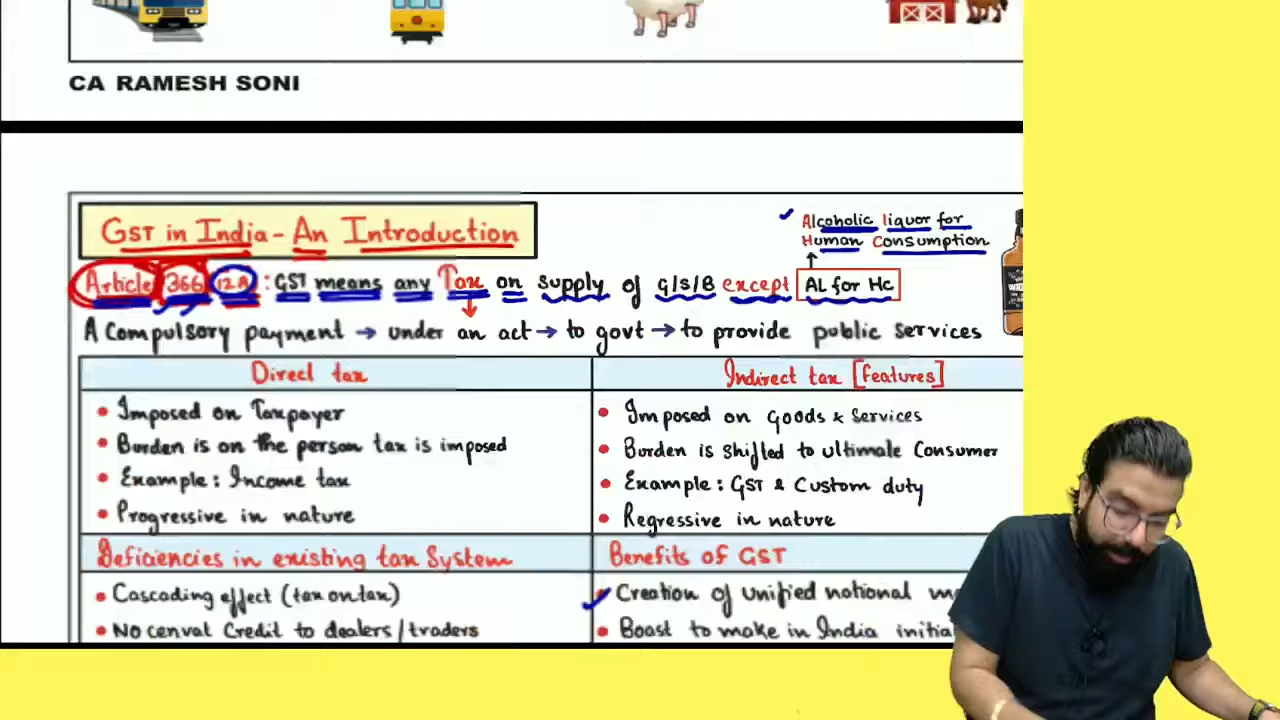 CA RAMESH SONI
GST in India - An Introduction
Alcoholic liquor for
Human Consumption
Article 366 12A : GST means any Tax on supply of G/S/B except AL for HC
A Compulsory payment → under an act → to govt → to provide public services
Direct tax
Indirect tax [features]
• Imposed on Taxpayer
• Imposed on Goods & Services
• Burden is on the person tax is imposed
• Burden is shifted to ultimate Consumer
• Example: Income tax
• Example: GST & Custom duty
• Progressive in nature
• Regressive in nature
Deficiencies in existing tax System
Benefits of GST
• Cascading effect (tax on tax)
• Creation of unified national
• No cenvat Credit to dealers/traders
• Boast to make in India